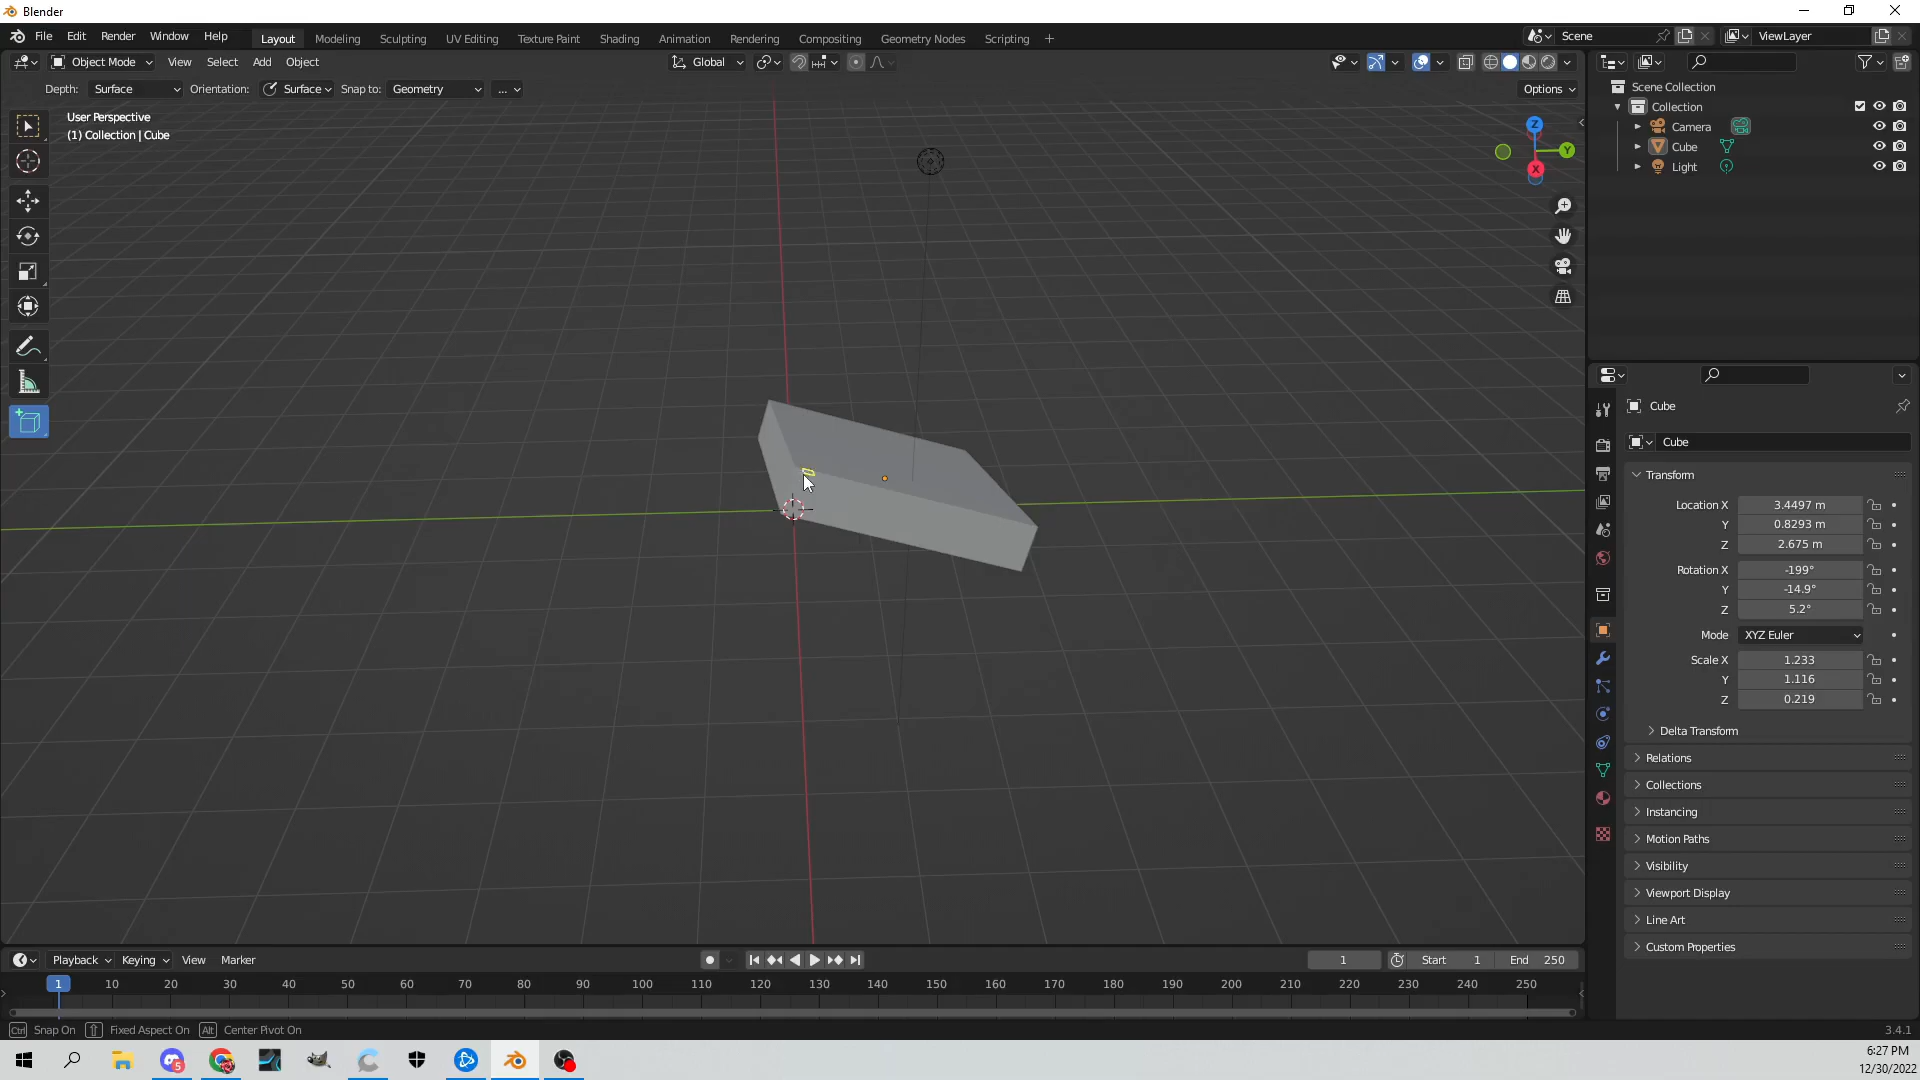 Blender
File Edit Render Window Help Layout Modeling Sculpting UV Editing Texture Paint Shading Animation Rendering Compositing Geometry Nodes Scripting + Scene ViewLayer
Object Mode View Select Add Object Global
Depth: Surface Orientation: Surface Snap to: Geometry ... Options
User Perspective
(1) Collection | Cube
Z
Y
X
Scene Collection
Collection
Camera
Cube
Light
Cube
Cube
Transform
Location X 3.4497 m
Y 0.8293 m
Z 2.675 m
Rotation X -199°
Y -14.9°
Z 5.2°
Mode XYZ Euler
Scale X 1.233
Y 1.116
Z 0.219
Delta Transform
Relations
Collections
Instancing
Motion Paths
Visibility
Viewport Display
Line Art
Custom Properties
Playback Keying View Marker 1 Start 1 End 250
1 10 20 30 40 50 60 70 80 90 100 110 120 130 140 150 160 170 180 190 200 210 220 230 240 250
Ctrl Snap On Fixed Aspect On Alt Center Pivot On 3.4.1
5
6:27 PM
12/30/2022